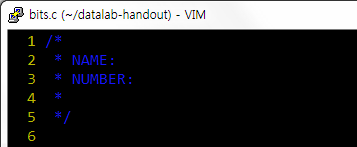 bits.c (~/datalab-handout) - VIM
1 /*
2  * NAME:
3  * NUMBER:
4  *
5  */
6